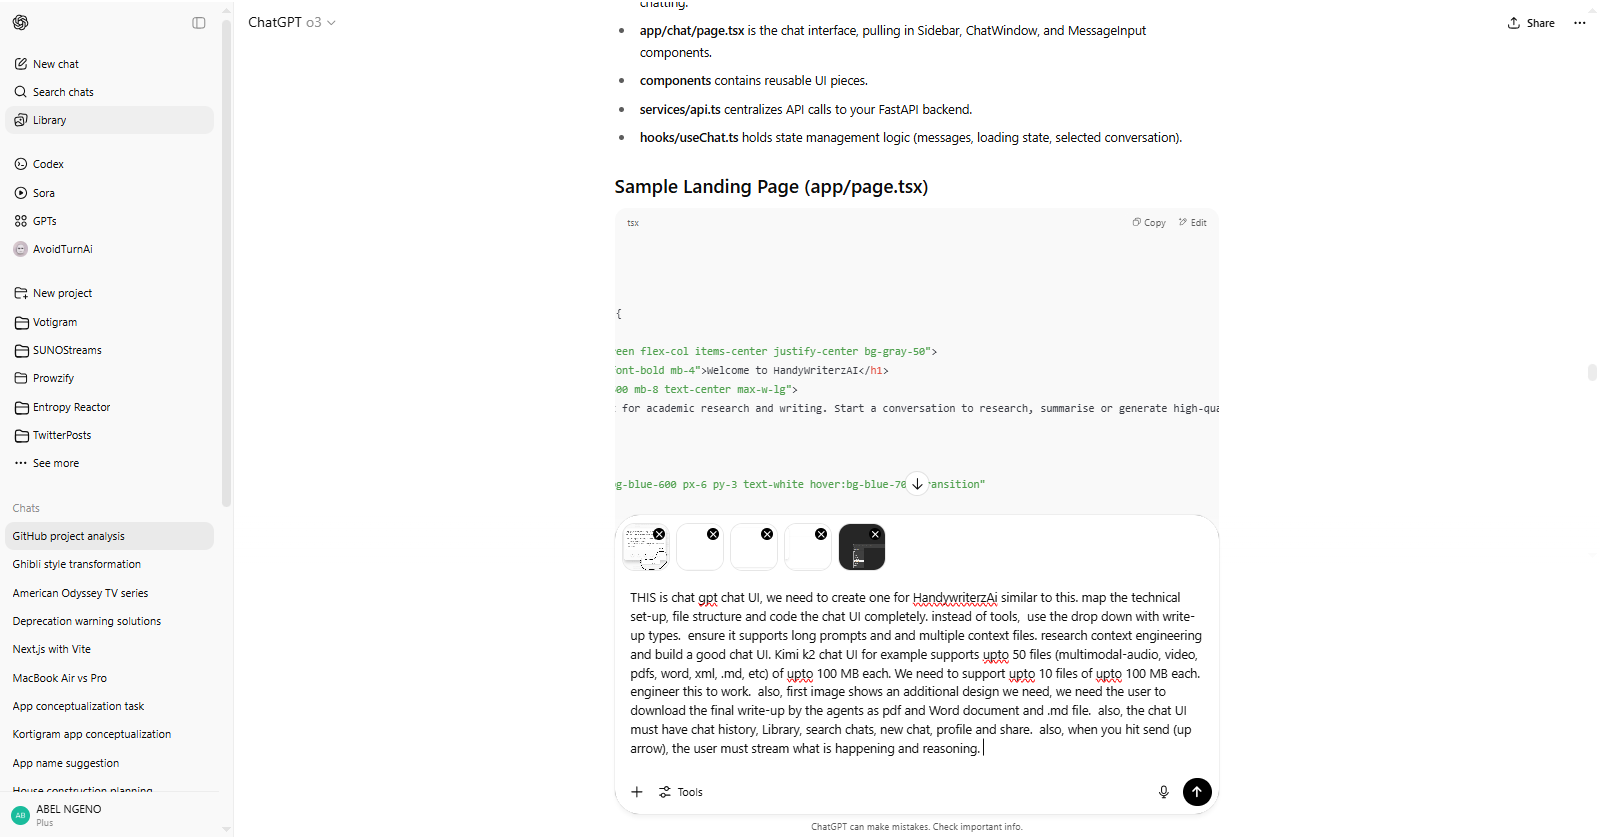 ChatGPT o3
Share
New chat
Search chats
Library
Codex
Sora
GPTs
AvoidTurnAi
New project
Votigram
SUNOStreams
Prowzify
Entropy Reactor
TwitterPosts
See more
Chats
GitHub project analysis
Ghibli style transformation
American Odyssey TV series
Deprecation warning solutions
Next.js with Vite
MacBook Air vs Pro
App conceptualization task
Kortigram app conceptualization
App name suggestion
House construction planning
AB
ABEL NGENO
Plus
chatting.
app/chat/page.tsx is the chat interface, pulling in Sidebar, ChatWindow, and MessageInput
components.
components contains reusable UI pieces.
services/api.ts centralizes API calls to your FastAPI backend.
hooks/useChat.ts holds state management logic (messages, loading state, selected conversation).
Sample Landing Page (app/page.tsx)
tsx
Copy
Edit
{
een flex-col items-center justify-center bg-gray-50">
ont-bold mb-4">Welcome to HandyWriterzAI</h1>
00 mb-8 text-center max-w-lg">
for academic research and writing. Start a conversation to research, summarise or generate high-qua
g-blue-600 px-6 py-3 text-white hover:bg-blue-70 ansition"
THIS is chat gpt chat UI, we need to create one for HandywriterzAi similar to this. map the technical
set-up, file structure and code the chat UI completely. instead of tools,  use the drop down with write-
up types.  ensure it supports long prompts and and multiple context files. research context engineering
and build a good chat UI. Kimi k2 chat UI for example supports upto 50 files (multimodal-audio, video,
pdfs, word, xml, .md, etc) of upto 100 MB each. We need to support upto 10 files of upto 100 MB each.
engineer this to work.  also, first image shows an additional design we need, we need the user to
download the final write-up by the agents as pdf and Word document and .md file.  also, the chat UI
must have chat history, Library, search chats, new chat, profile and share.  also, when you hit send (up
arrow), the user must stream what is happening and reasoning.
Tools
ChatGPT can make mistakes. Check important info.